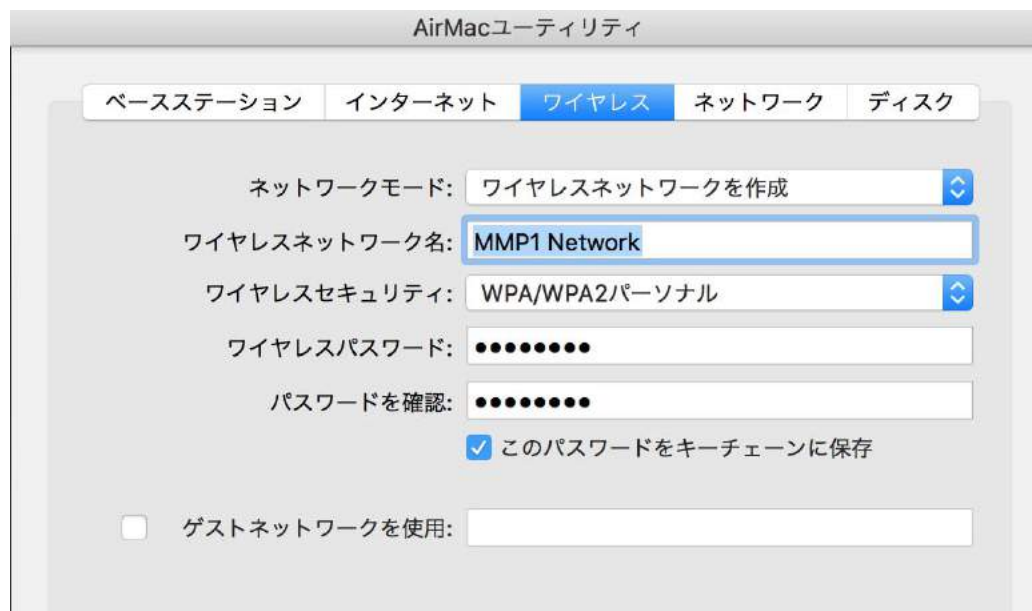 AirMacユーティリティ
ベースステーション インターネット ワイヤレス ネットワーク ディスク
ネットワークモード: ワイヤレスネットワークを作成
ワイヤレスネットワーク名: MMP1 Network
ワイヤレスセキュリティ: WPA/WPA2パーソナル
ワイヤレスパスワード: ●●●●●●●●
パスワードを確認: ●●●●●●●●
このパスワードをキーチェーンに保存
ゲストネットワークを使用: